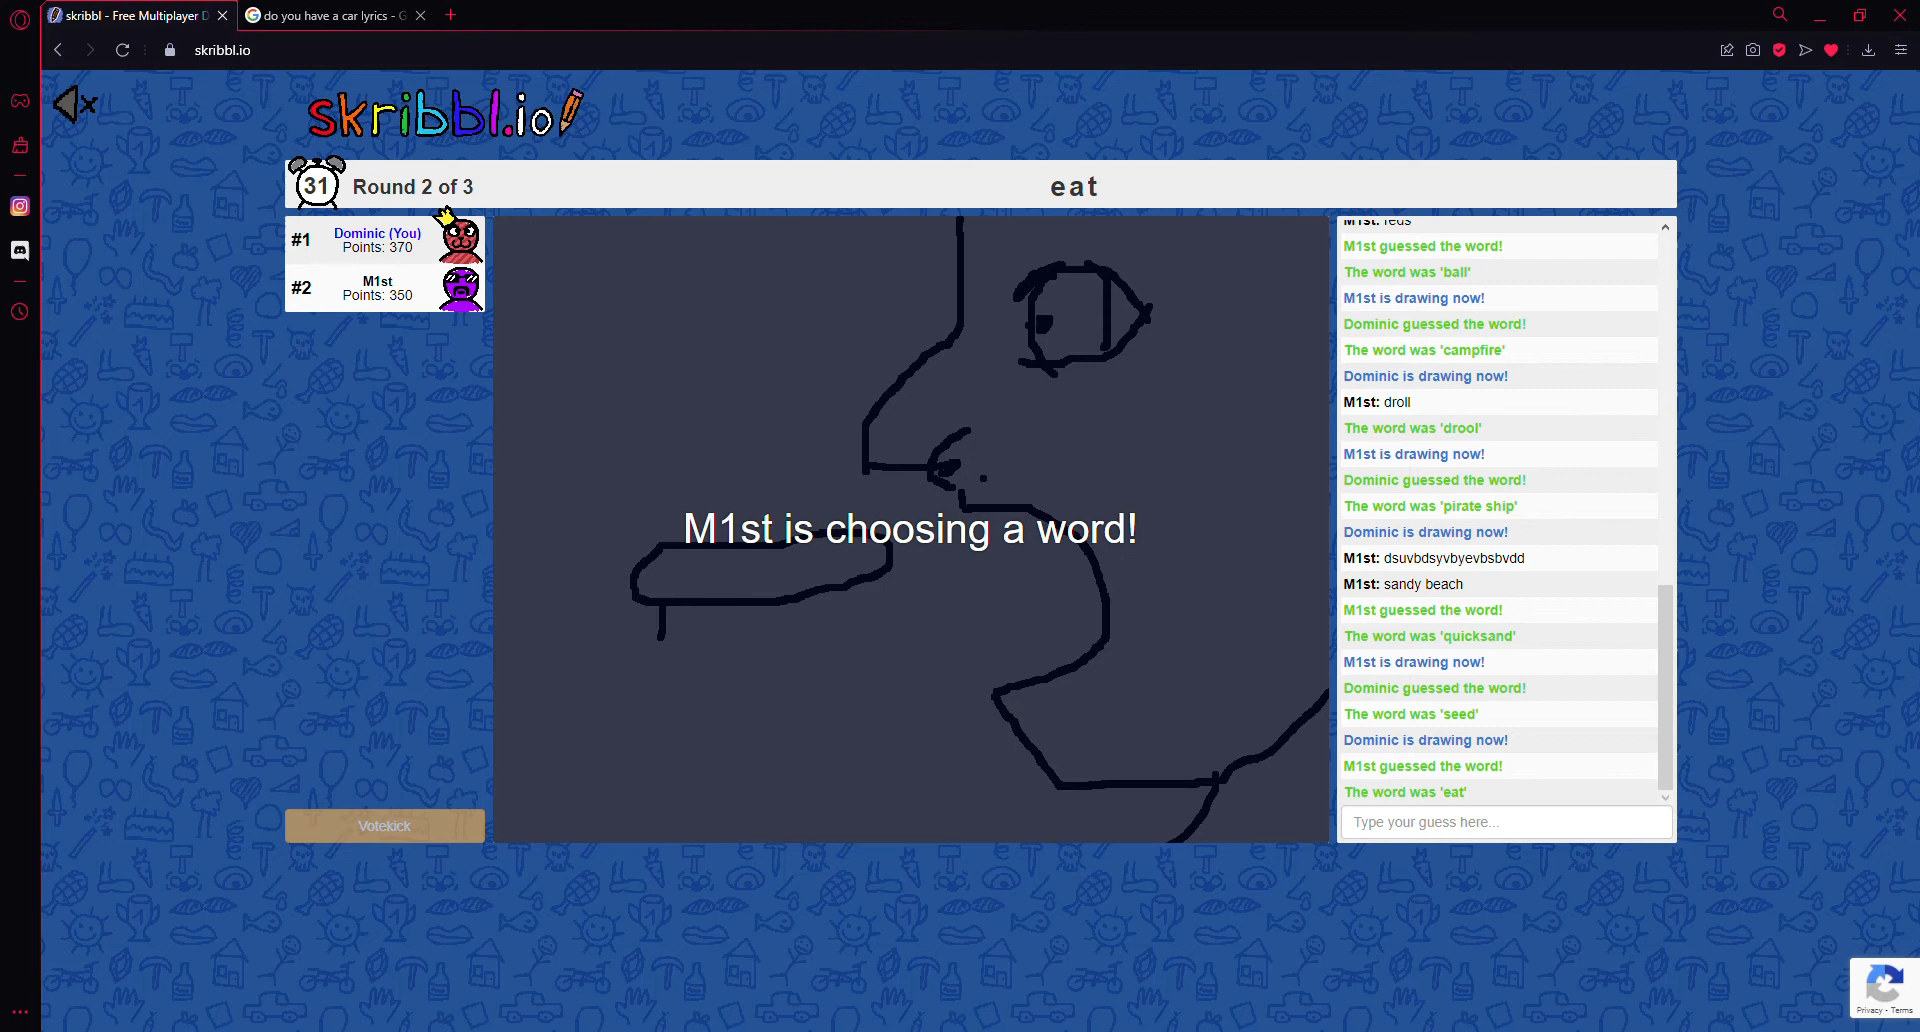 skribbl - Free Multiplayer D
do you have a car lyrics - G
skribbl.io
skribbl.io
31
Round 2 of 3
eat
#1
Dominic (You)
Points: 370
#2
M1st
Points: 350
M1st is choosing a word!
Votekick
M1st: reds
M1st guessed the word!
The word was 'ball'
M1st is drawing now!
Dominic guessed the word!
The word was 'campfire'
Dominic is drawing now!
M1st: droll
The word was 'drool'
M1st is drawing now!
Dominic guessed the word!
The word was 'pirate ship'
Dominic is drawing now!
M1st: dsuvbdsyvbyevbsbvdd
M1st: sandy beach
M1st guessed the word!
The word was 'quicksand'
M1st is drawing now!
Dominic guessed the word!
The word was 'seed'
Dominic is drawing now!
M1st guessed the word!
The word was 'eat'
Type your guess here...
Privacy - Terms